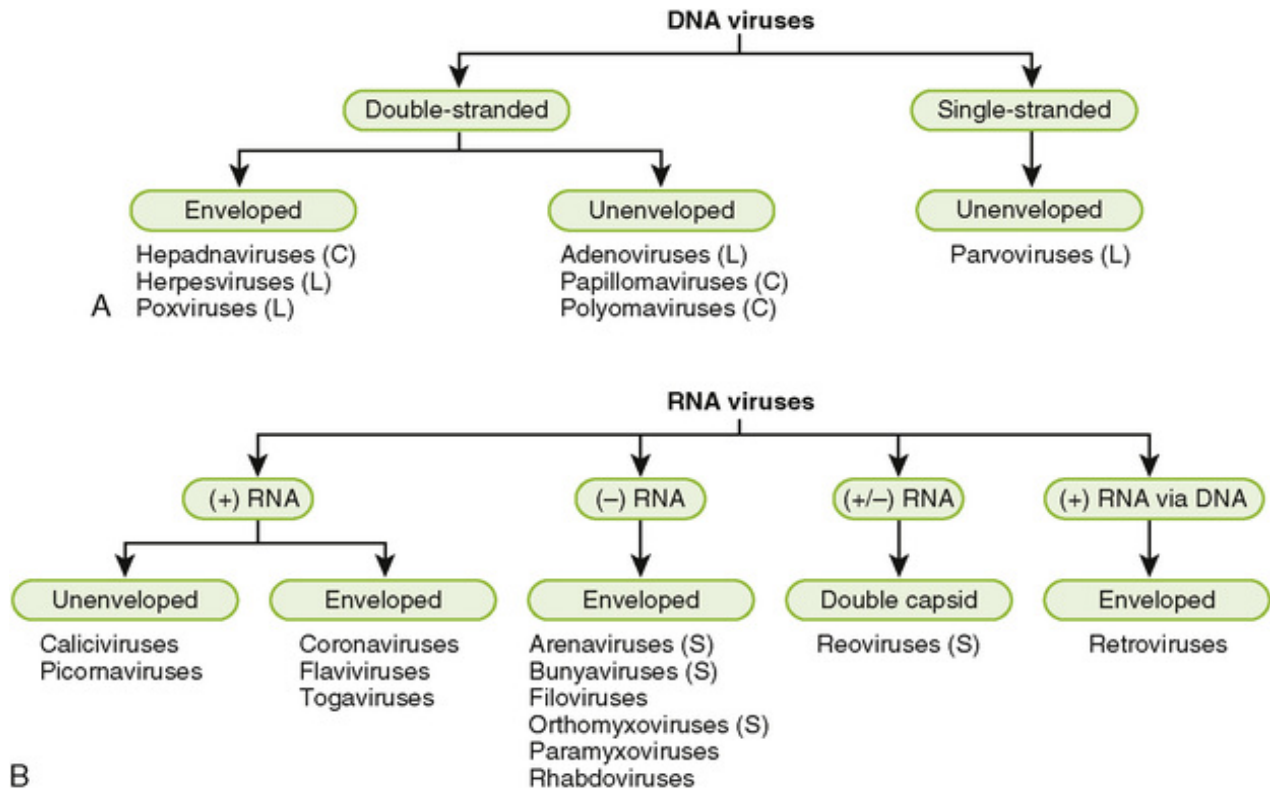 DNA viruses
Double-stranded
Single-stranded
Enveloped
Unenveloped
Unenveloped
Hepadnaviruses (C)
Herpesviruses (L)
Poxviruses (L)
Adenoviruses (L)
Papillomaviruses (C)
Polyomaviruses (C)
Parvoviruses (L)
A
RNA viruses
(+) RNA
(–) RNA
(+/–) RNA
(+) RNA via DNA
Unenveloped
Enveloped
Enveloped
Double capsid
Enveloped
Caliciviruses
Picornaviruses
Coronaviruses
Flaviviruses
Togaviruses
Arenaviruses (S)
Bunyaviruses (S)
Filoviruses
Orthomyxoviruses (S)
Paramyxoviruses
Rhabdoviruses
Reoviruses (S)
Retroviruses
B